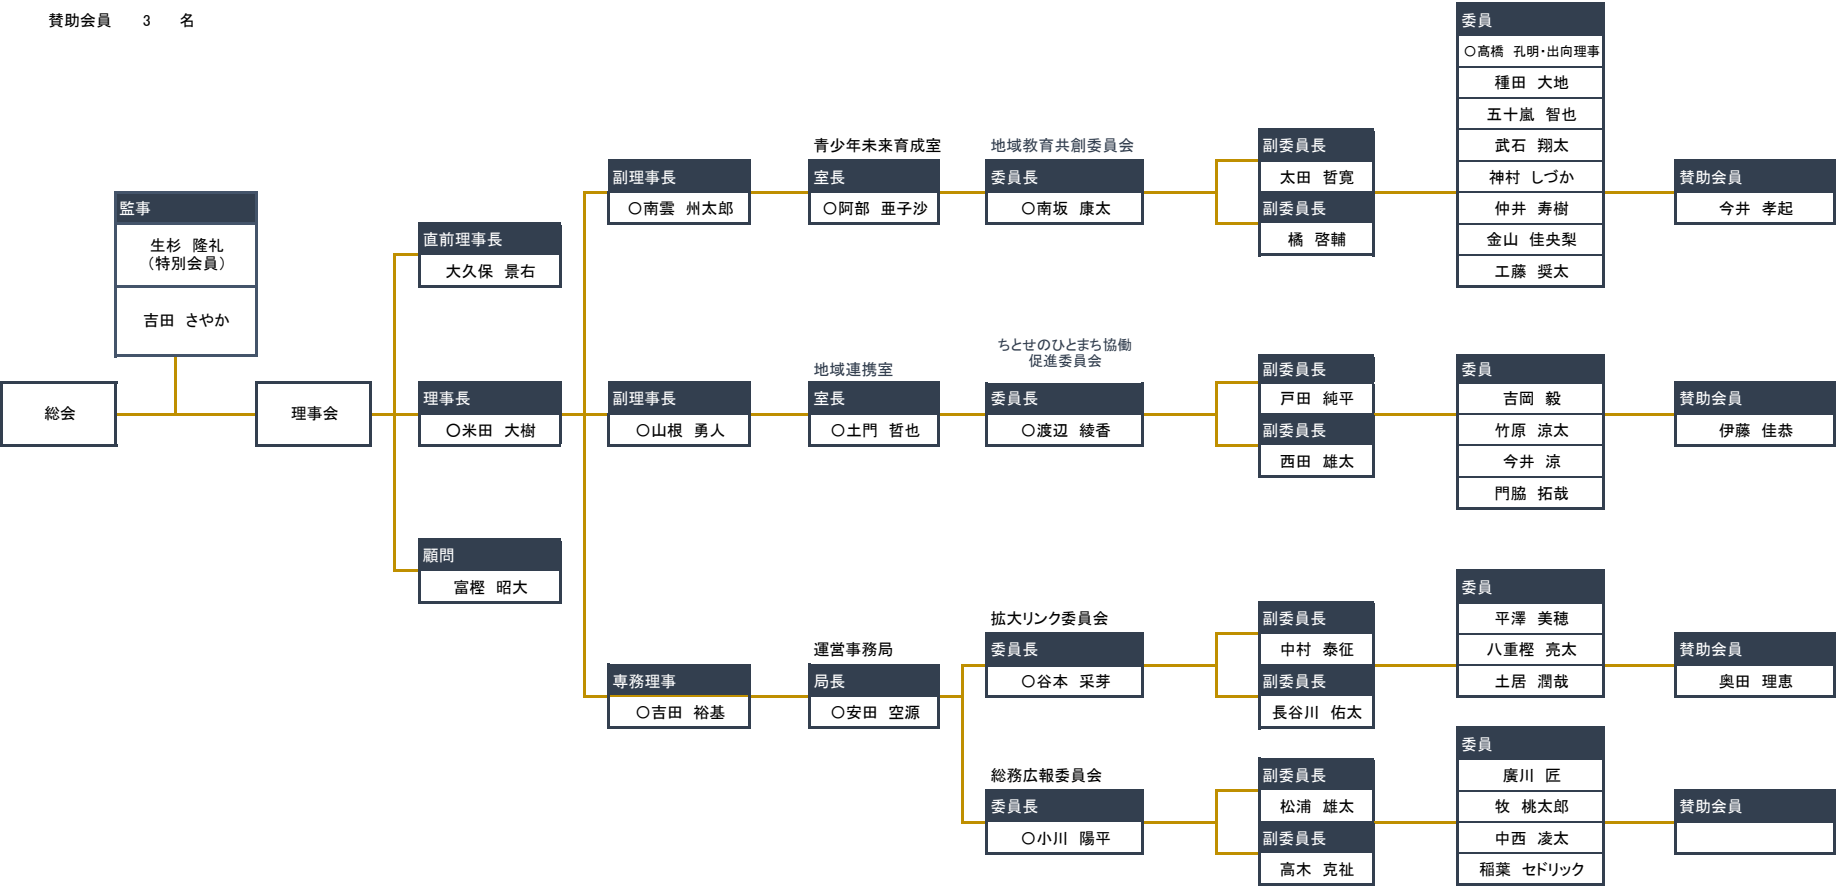 賛助会員　3　名
監事
生杉　隆礼
（特別会員）
吉田　さやか
総会
理事会
直前理事長
大久保　景右
理事長
〇米田　大樹
顧問
富樫　昭大
副理事長
〇南雲　州太郎
青少年未来育成室
室長
〇阿部　亜子沙
地域教育共創委員会
委員長
〇南坂　康太
副委員長
太田　哲寛
副委員長
橘　啓輔
委員
〇髙橋　孔明・出向理事
種田　大地
五十嵐　智也
武石　翔太
神村　しづか
仲井　寿樹
金山　佳央梨
工藤　奨太
賛助会員
今井　孝起
副理事長
〇山根　勇人
地域連携室
室長
〇土門　哲也
ちとせのひとまち協働
促進委員会
委員長
〇渡辺　綾香
副委員長
戸田　純平
副委員長
西田　雄太
委員
吉岡　毅
竹原　涼太
今井　涼
門脇　拓哉
賛助会員
伊藤　佳恭
専務理事
〇吉田　裕基
運営事務局
局長
〇安田　空源
拡大リンク委員会
委員長
〇谷本　采芽
副委員長
中村　泰征
副委員長
長谷川　佑太
委員
平澤　美穂
八重樫　亮太
土居　潤哉
賛助会員
奥田　理恵
総務広報委員会
委員長
〇小川　陽平
副委員長
松浦　雄太
副委員長
高木　克祉
委員
廣川　匠
牧　桃太郎
中西　凌太
稲葉　セドリック
賛助会員